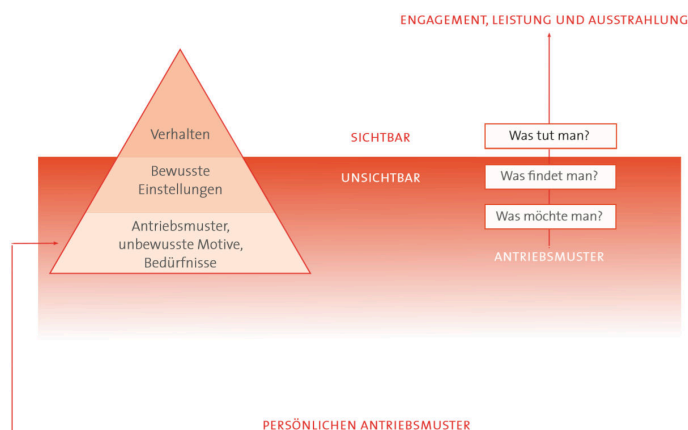 ENGAGEMENT, LEISTUNG UND AUSSTRAHLUNG
Verhalten
SICHTBAR
Was tut man?
Bewusste
Einstellungen
UNSICHTBAR
Was findet man?
Antriebsmuster,
unbewusste Motive,
Bedürfnisse
Was möchte man?
ANTRIEBSMUSTER
PERSÖNLICHEN ANTRIEBSMUSTER